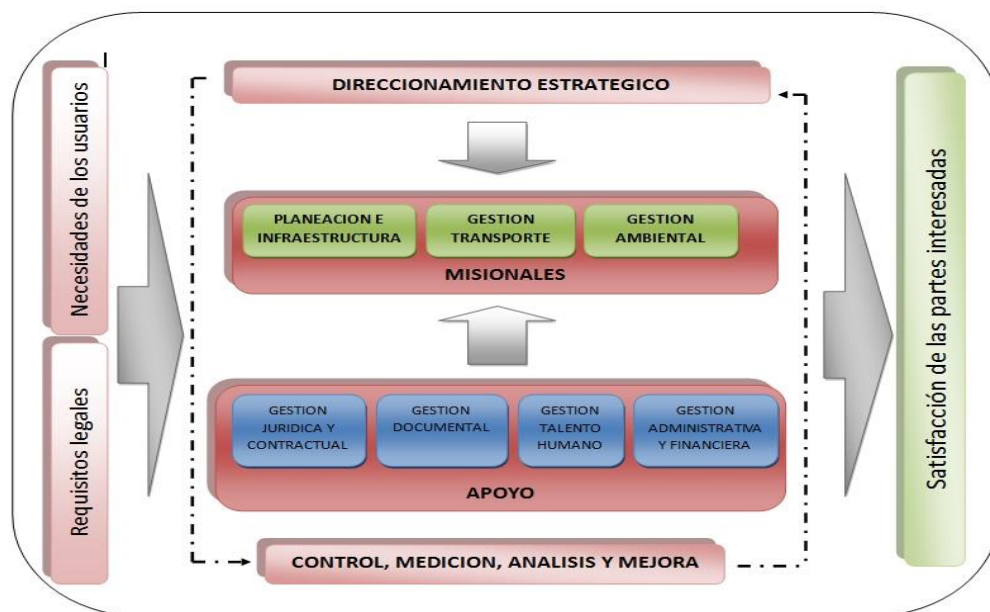 Necesidades de los usuarios
Requisitos legales
DIRECCIONAMIENTO ESTRATEGICO
PLANEACION E
INFRAESTRUCTURA
GESTION
TRANSPORTE
GESTION
AMBIENTAL
MISIONALES
GESTION
JURIDICA Y
CONTRACTUAL
GESTION
DOCUMENTAL
GESTION
TALENTO
HUMANO
GESTION
ADMINISTRATIVA
Y FINANCIERA
APOYO
CONTROL, MEDICION, ANALISIS Y MEJORA
Satisfacción de las partes interesadas